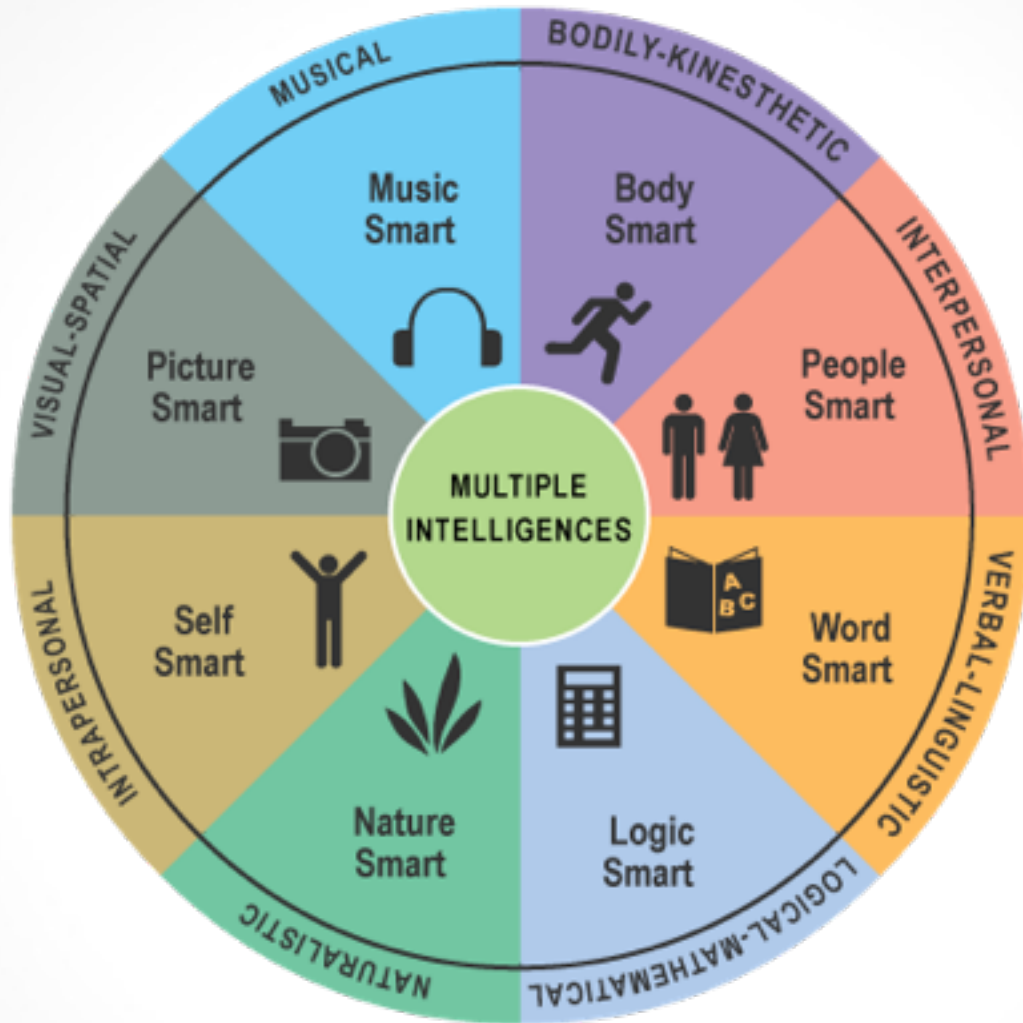 MUSICAL
BODILY-KINESTHETIC
INTERPERSONAL
VERBAL-LINGUISTIC
LOGICAL-MATHEMATICAL
NATURALISTIC
INTRAPERSONAL
VISUAL-SPATIAL
Music
Smart
Body
Smart
People
Smart
Word
Smart
A
B C
Logic
Smart
Nature
Smart
Self
Smart
Picture
Smart
MULTIPLE
INTELLIGENCES